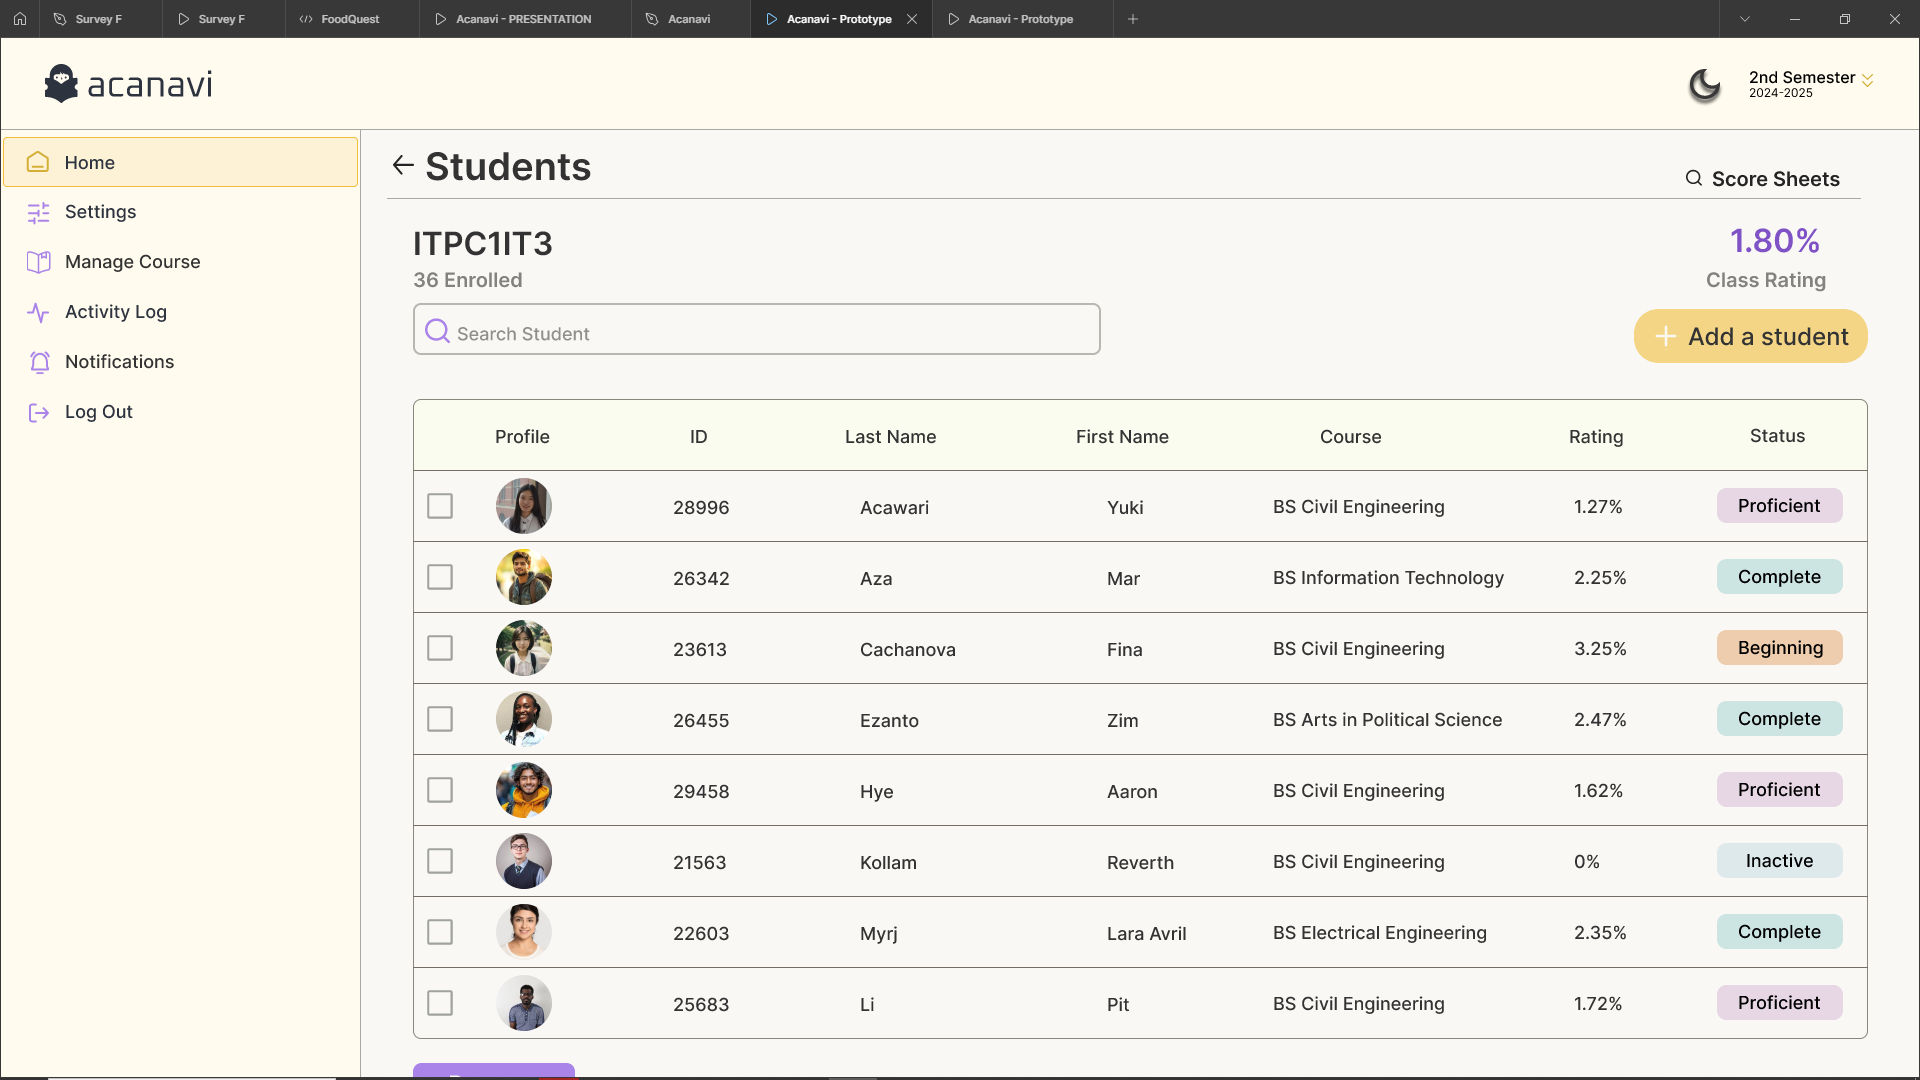 Survey F
Survey F
FoodQuest
Acanavi - PRESENTATION
Acanavi
Acanavi - Prototype
Acanavi - Prototype
acanavi
2nd Semester
2024-2025
Home
Settings
Manage Course
Activity Log
Notifications
Log Out
Students
Score Sheets
ITPC1IT3
36 Enrolled
1.80%
Class Rating
Search Student
Add a student
Profile ID Last Name First Name Course Rating Status
28996 Acawari Yuki BS Civil Engineering 1.27% Proficient
26342 Aza Mar BS Information Technology 2.25% Complete
23613 Cachanova Fina BS Civil Engineering 3.25% Beginning
26455 Ezanto Zim BS Arts in Political Science 2.47% Complete
29458 Hye Aaron BS Civil Engineering 1.62% Proficient
21563 Kollam Reverth BS Civil Engineering 0% Inactive
22603 Myrj Lara Avril BS Electrical Engineering 2.35% Complete
25683 Li Pit BS Civil Engineering 1.72% Proficient